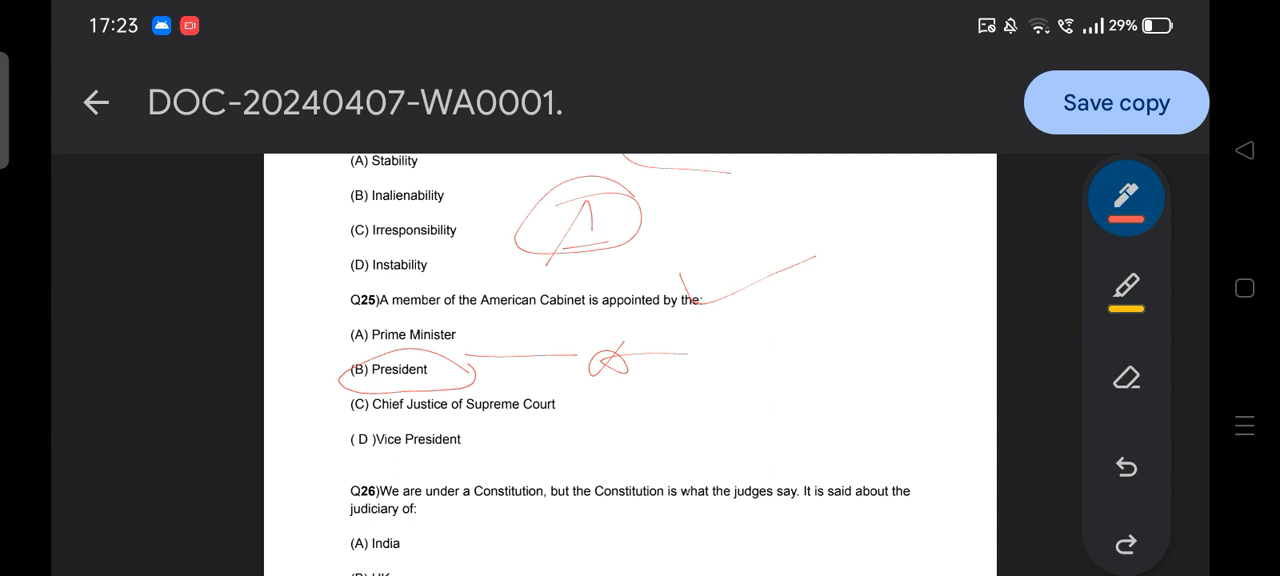 17:23
29%
DOC-20240407-WA0001.
Save copy
(A) Stability
(B) Inalienability
(C) Irresponsibility
(D) Instability
Q25)A member of the American Cabinet is appointed by the:
(A) Prime Minister
(B) President
(C) Chief Justice of Supreme Court
( D )Vice President
Q26)We are under a Constitution, but the Constitution is what the judges say. It is said about the
judiciary of:
(A) India